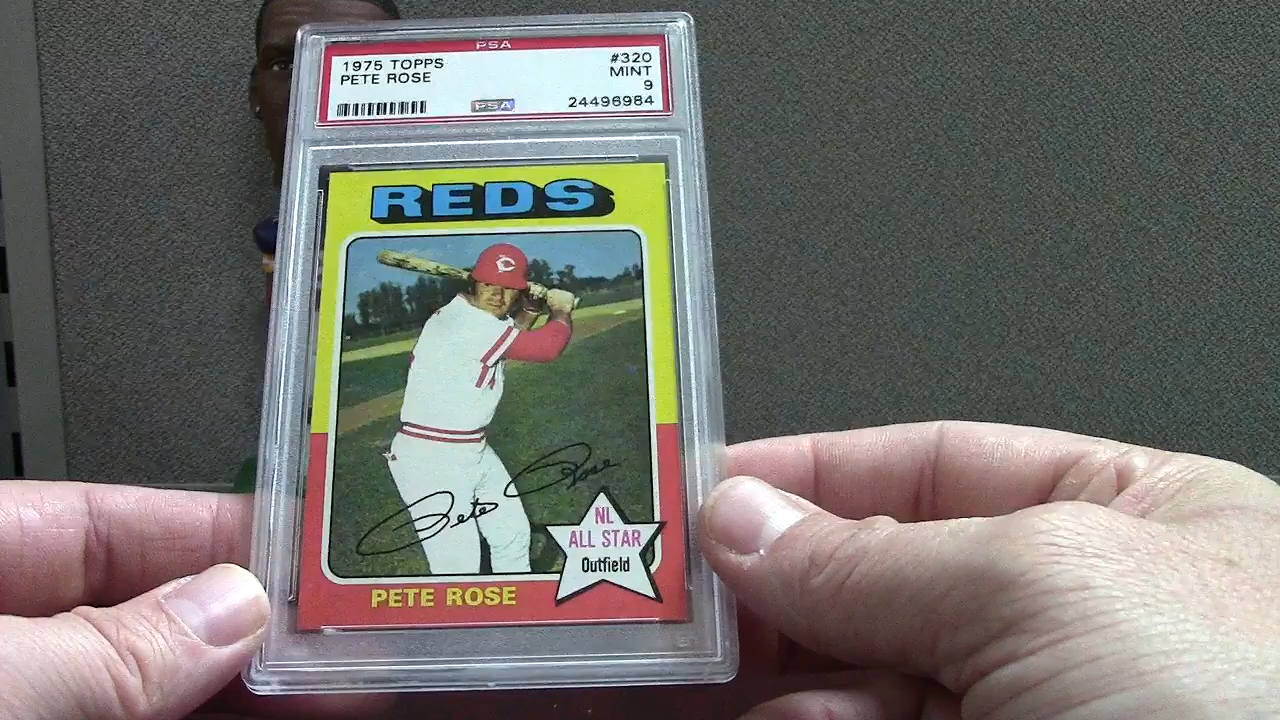 PSA
1975 TOPPS
PETE ROSE
#320
MINT
9
PSA
24496984
REDS
C
Pete Rose
NL
ALL STAR
Outfield
PETE ROSE